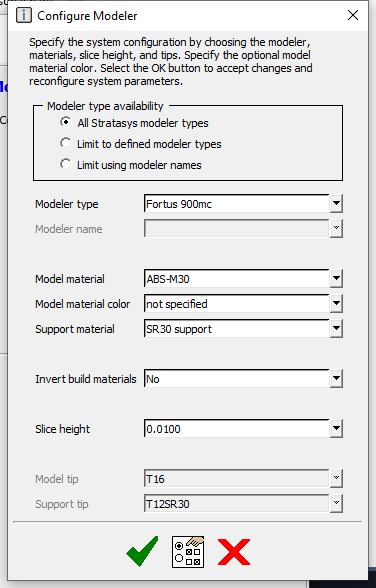 Configure Modeler
Specify the system configuration by choosing the modeler,
materials, slice height, and tips. Specify the optional model
material color. Select the OK button to accept changes and
reconfigure system parameters.
Modeler type availability
All Stratasys modeler types
Limit to defined modeler types
Limit using modeler names
Modeler type Fortus 900mc
Modeler name
Model material ABS-M30
Model material color not specified
Support material SR30 support
Invert build materials No
Slice height 0.0100
Model tip T16
Support tip T12SR30